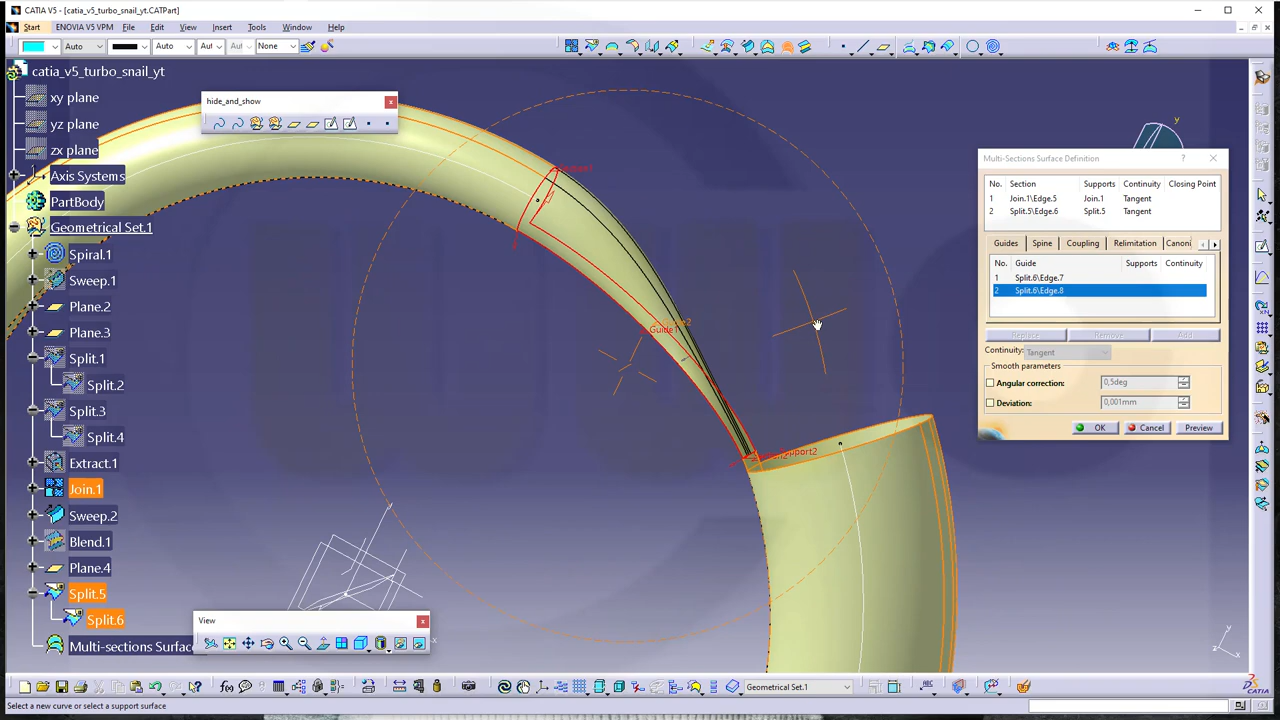 CATIA V5 - [catia_v5_turbo_snail_yt.CATPart]
Start
ENOVIA V5 VPM
File
Edit
View
Insert
Tools
Window
Help
Auto
Auto
Aut
Aut
None
catia_v5_turbo_snail_yt
xy plane
yz plane
zx plane
Axis Systems
PartBody
Geometrical Set.1
Spiral.1
Sweep.1
Plane.2
Plane.3
Split.1
Split.2
Split.3
Split.4
Extract.1
Join.1
Sweep.2
Blend.1
Plane.4
Split.5
Split.6
Multi-sections Surface
hide_and_show
Guide1
View
y
x
y
z
x
Multi-Sections Surface Definition
No. Section Supports Continuity Closing Point
1 Join.1\Edge.5 Join.1 Tangent
2 Split.5\Edge.6 Split.5 Tangent
Guides Spine Coupling Relimitation Canoni
No. Guide Supports Continuity
1 Split.6\Edge.7
2 Split.6\Edge.8
Replace Remove Add
Continuity: Tangent
Smooth parameters
Angular correction: 0,5deg
Deviation: 0,001mm
OK Cancel Preview
Geometrical Set.1
Select a new curve or select a support surface